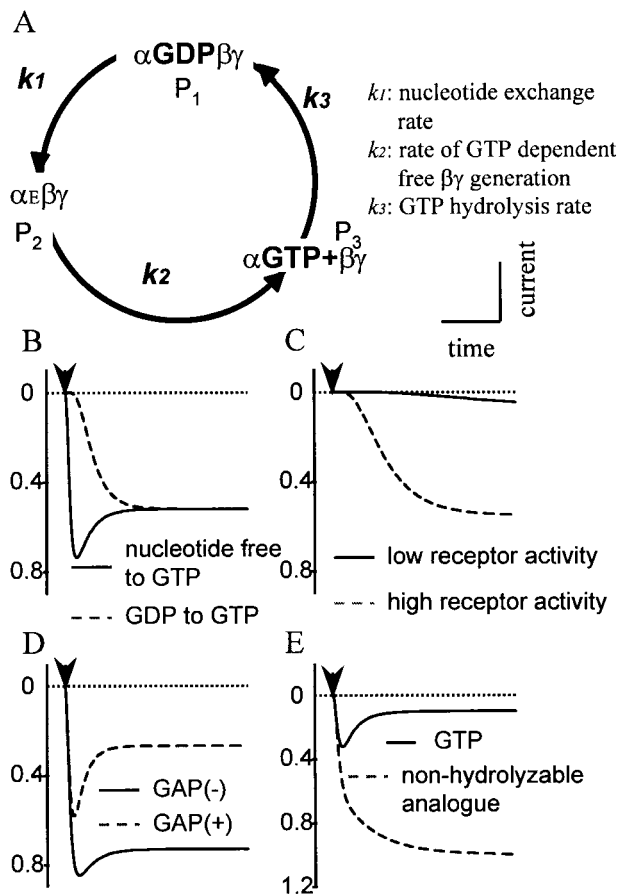 A
αGDPβγ
P1
k1
k3
αEβγ
P2
k2
P3
αGTP+βγ
k1: nucleotide exchange
rate
k2: rate of GTP dependent
free βγ generation
k3: GTP hydrolysis rate
current
time
B
0
0.4
0.8
nucleotide free
to GTP
GDP to GTP
C
0
0.4
0.8
low receptor activity
high receptor activity
D
0
0.4
0.8
GAP(-)
GAP(+)
E
0
0.4
0.8
1.2
GTP
non-hydrolyzable
analogue